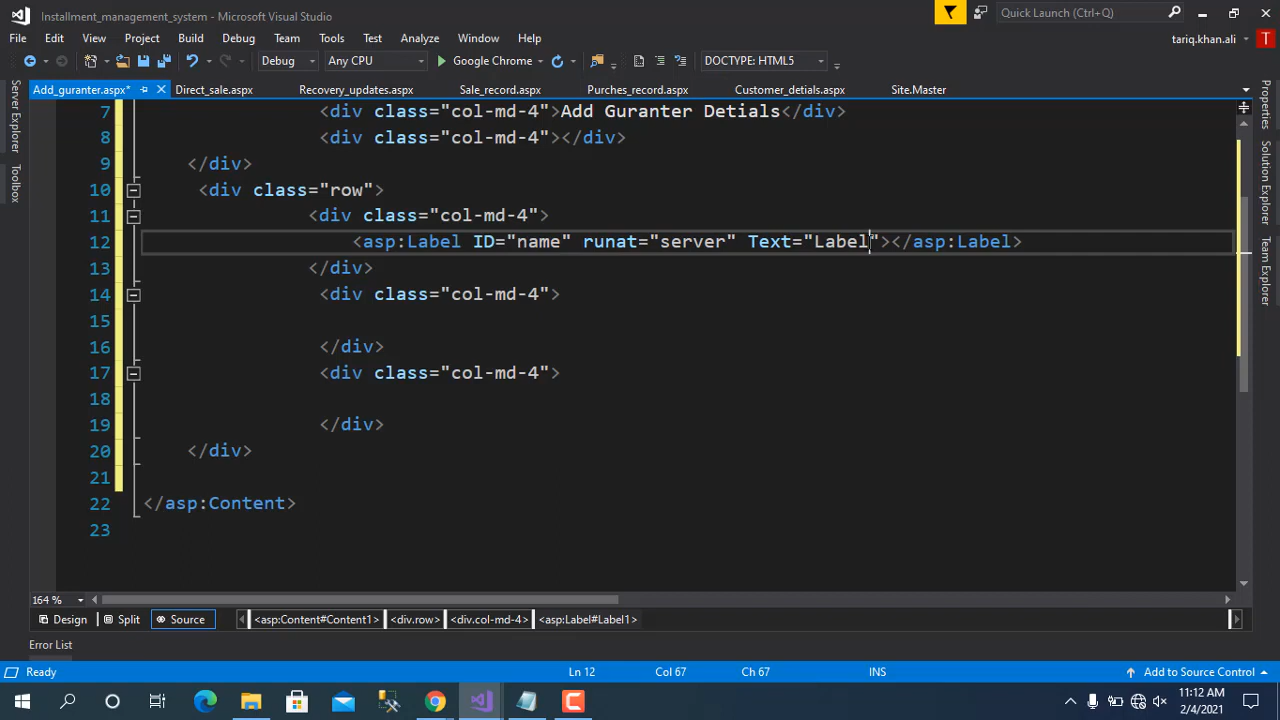 Installment_management_system - Microsoft Visual Studio
Quick Launch (Ctrl+Q)
File Edit View Project Build Debug Team Tools Test Analyze Window Help
tariq.khan.ali T
Debug Any CPU Google Chrome DOCTYPE: HTML5
Add_guranter.aspx* Direct_sale.aspx Recovery_updates.aspx Sale_record.aspx Purches_record.aspx Customer_detials.aspx Site.Master
Server Explorer
Toolbox
Properties
Solution Explorer
Team Explorer
7 <div class="col-md-4">Add Guranter Detials</div>
8 <div class="col-md-4"></div>
9 </div>
10 <div class="row">
11 <div class="col-md-4">
12 <asp:Label ID="name" runat="server" Text="Label"></asp:Label>
13 </div>
14 <div class="col-md-4">
15
16 </div>
17 <div class="col-md-4">
18
19 </div>
20 </div>
21
22 </asp:Content>
23
164 %
Design Split Source <asp:Content#Content1> <div.row> <div.col-md-4> <asp:Label#Label1>
Error List
Ready Ln 12 Col 67 Ch 67 INS Add to Source Control
11:12 AM
2/4/2021